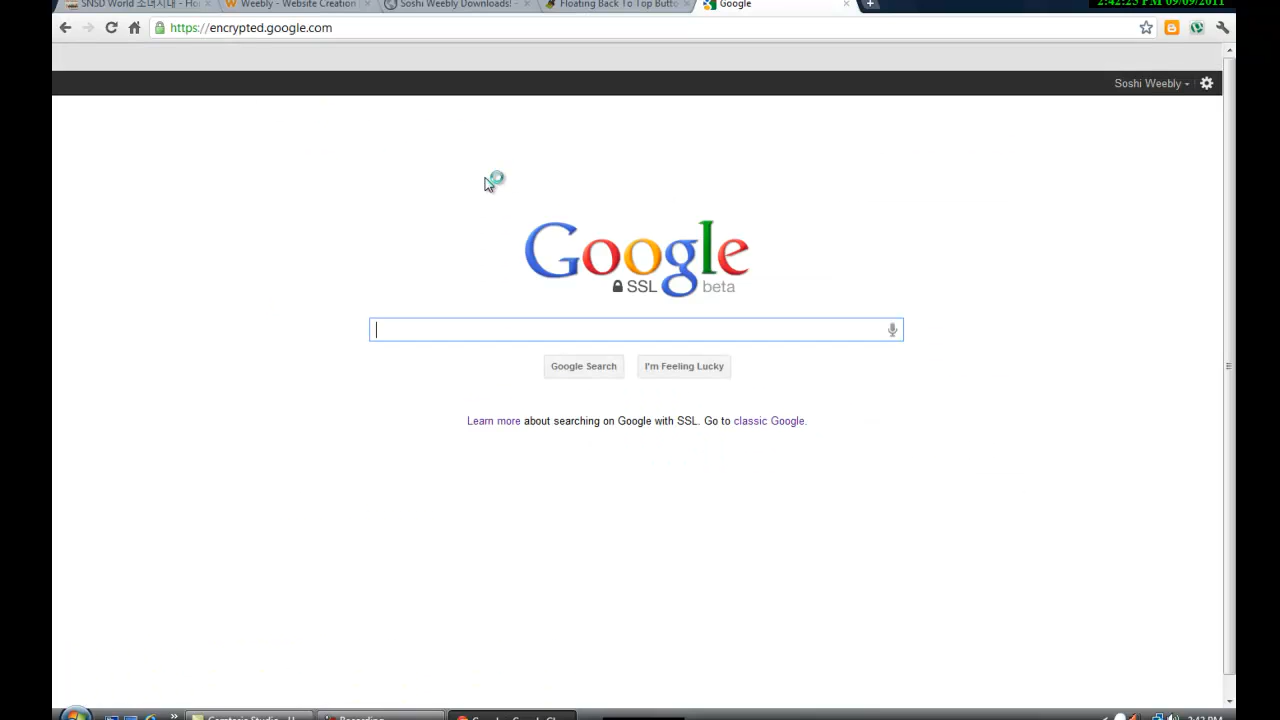 2:42:23 PM 09/09/2011
SNSD World 소녀시대 - Ho
Weebly - Website Creation
Soshi Weebly Downloads! -
Floating Back To Top Butto
Google
https://encrypted.google.com
Soshi Weebly
Google
SSL beta
Google Search
I'm Feeling Lucky
Learn more about searching on Google with SSL. Go to classic Google.